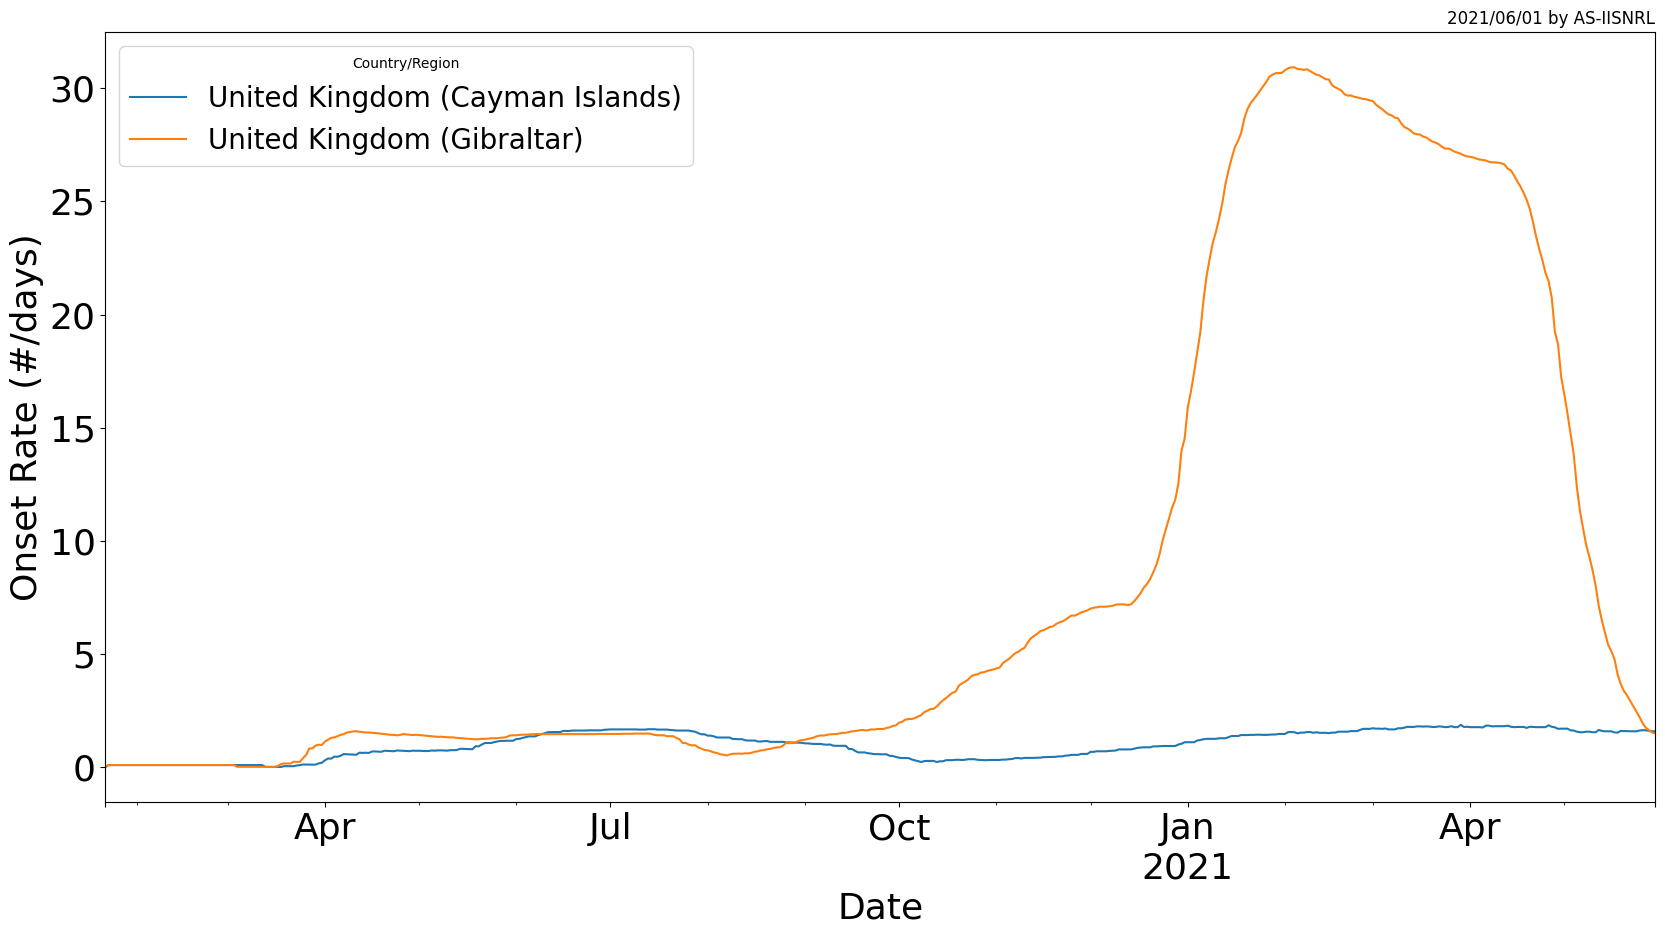 2021/06/01 by AS-IISNRL
Country/Region
United Kingdom (Cayman Islands)
United Kingdom (Gibraltar)
30
25
20
15
10
5
0
Onset Rate (#/days)
Apr
Jul
Oct
Jan
2021
Apr
Date